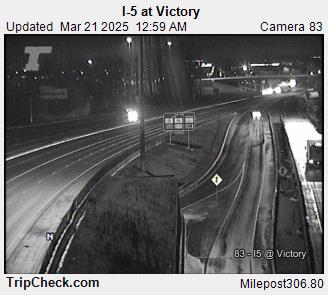 I-5 at Victory
Updated Mar 21 2025 12:59 AM Camera 83
T
N
83 - I5 @ Victory
TripCheck.com Milepost306.80